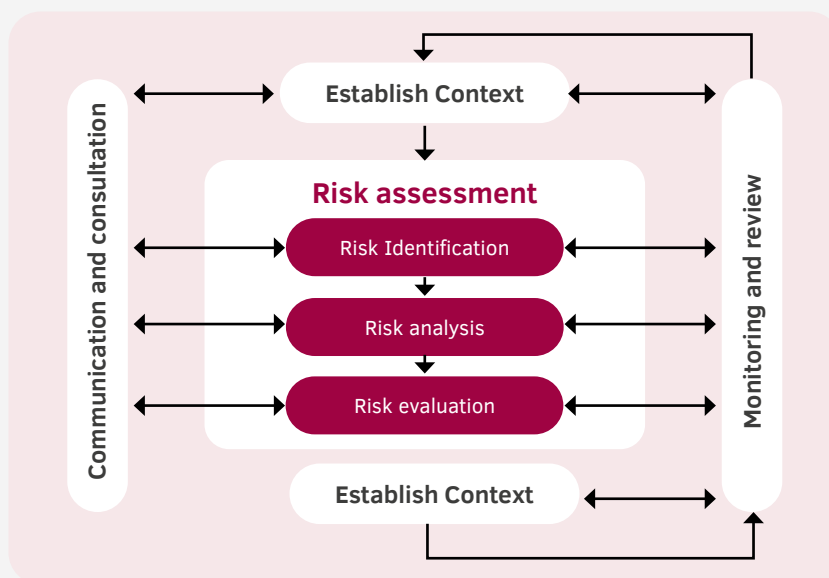 Establish Context
Communication and consultation
Risk assessment
Risk Identification
Risk analysis
Risk evaluation
Monitoring and review
Establish Context